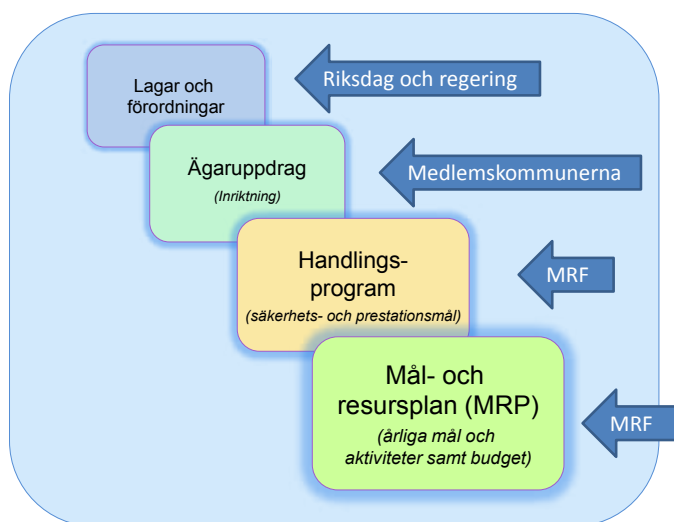 Lagar och
förordningar
Riksdag och regering
Ägaruppdrag
(Inriktning)
Medlemskommunerna
Handlings-
program
(säkerhets- och prestationsmål)
MRF
Mål- och
resursplan (MRP)
(årliga mål och
aktiviteter samt budget)
MRF